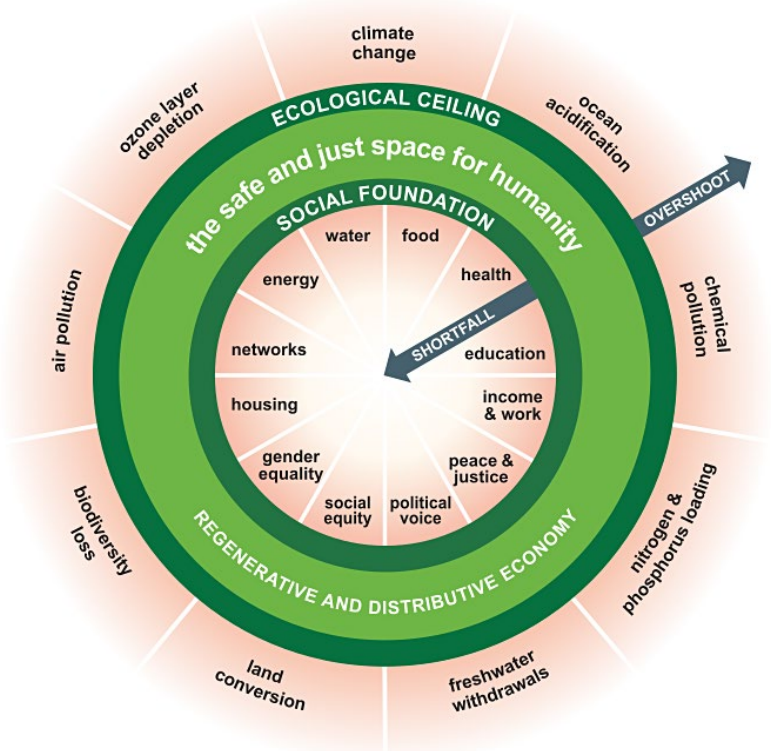 climate
change
ozone layer
depletion
ocean
acidification
ECOLOGICAL CEILING
the safe and just space for humanity
OVERSHOOT
SOCIAL FOUNDATION
water
food
energy
health
SHORTFALL
air pollution
chemical
pollution
networks
education
housing
income
& work
gender
equality
peace &
justice
social
equity
political
voice
biodiversity
loss
nitrogen &
phosphorus loading
REGENERATIVE AND DISTRIBUTIVE ECONOMY
land
conversion
freshwater
withdrawals